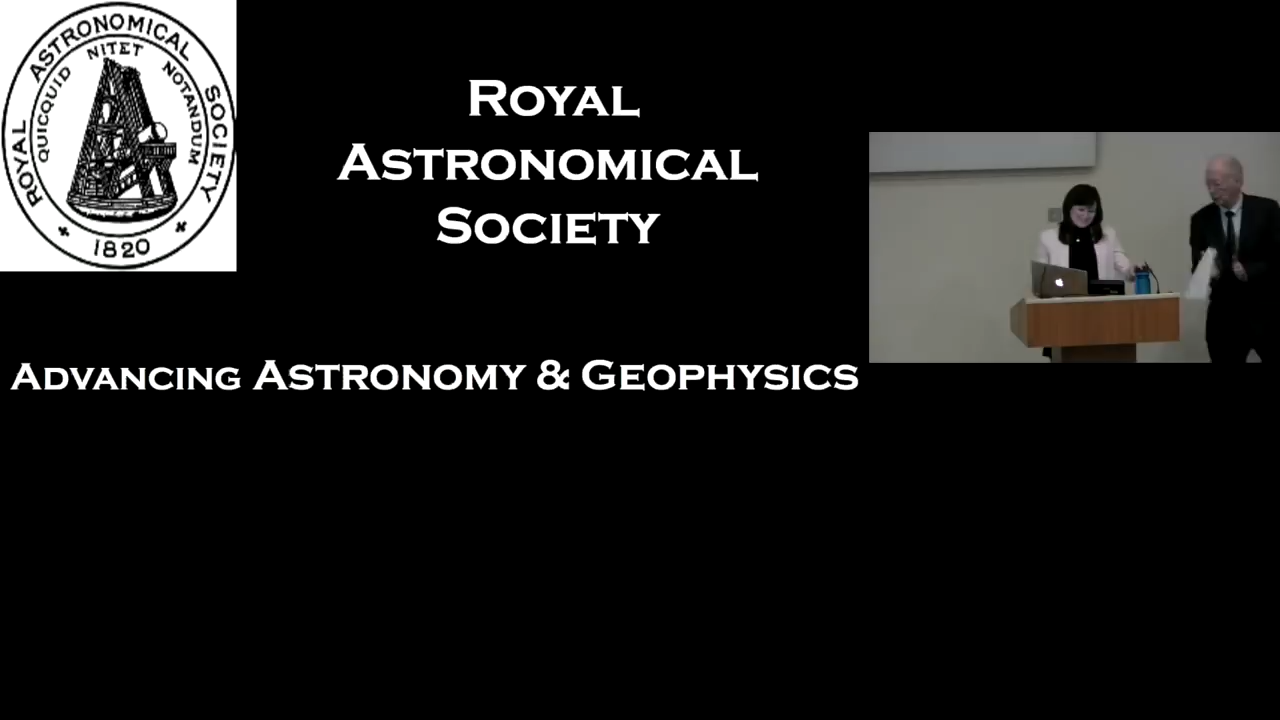 ROYAL ASTRONOMICAL SOCIETY
QUICQUID NITET NOTANDUM
1820
ROYAL
ASTRONOMICAL
SOCIETY
ADVANCING ASTRONOMY & GEOPHYSICS